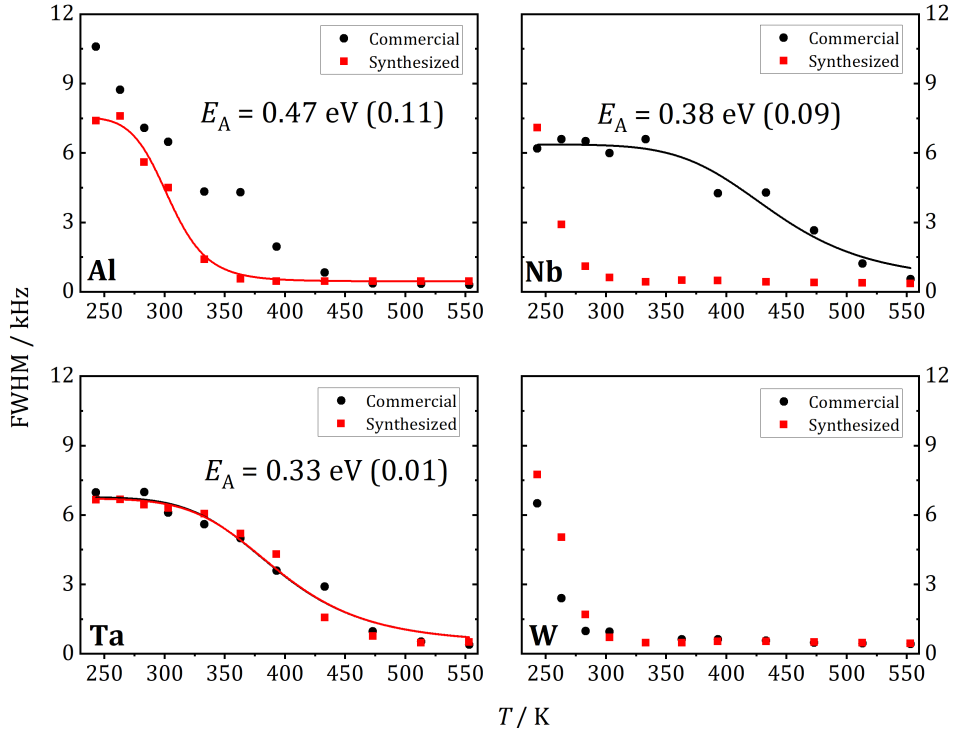 12
9
6
3
0
FWHM / kHz
Commercial
Synthesized
E_A = 0.47 eV (0.11)
Al
250 300 350 400 450 500 550
Commercial
Synthesized
E_A = 0.38 eV (0.09)
Nb
12
9
6
3
0
250 300 350 400 450 500 550
12
9
6
3
0
Commercial
Synthesized
E_A = 0.33 eV (0.01)
Ta
250 300 350 400 450 500 550
Commercial
Synthesized
W
12
9
6
3
0
250 300 350 400 450 500 550
T / K